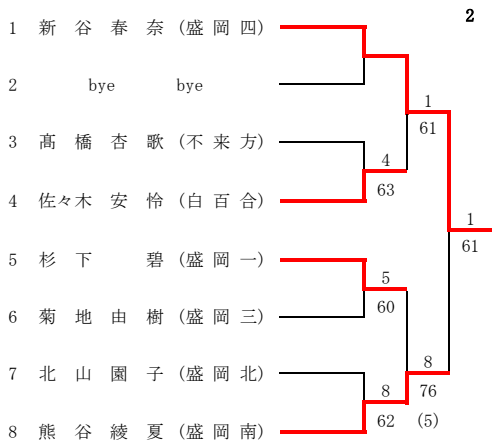 2
1 新 谷 春 奈 (盛 岡 四)
2 bye bye
1
61
3 髙 橋 杏 歌 (不 来 方)
4
63
4 佐々木 安 怜 (白 百 合)
1
61
5 杉 下 碧 (盛 岡 一)
5
60
6 菊 地 由 樹 (盛 岡 三)
7 北 山 園 子 (盛 岡 北)
8
76
(5)
8
62
8 熊 谷 綾 夏 (盛 岡 南)